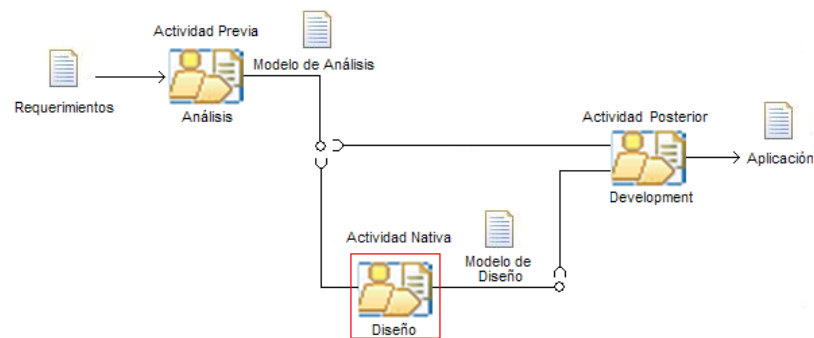 Actividad Previa
Modelo de Análisis
Requerimientos
Análisis
Actividad Posterior
Aplicación
Development
Actividad Nativa
Modelo de
Diseño
Diseño